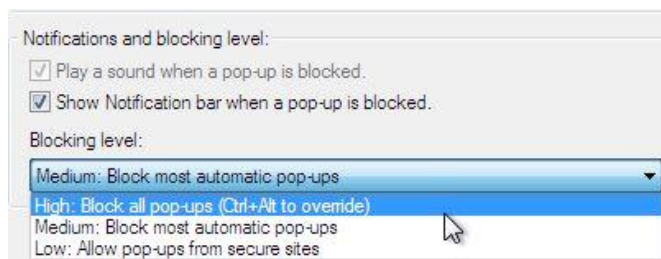 Notifications and blocking level:
Play a sound when a pop-up is blocked.
Show Notification bar when a pop-up is blocked.
Blocking level:
Medium: Block most automatic pop-ups
High: Block all pop-ups (Ctrl+Alt to override)
Medium: Block most automatic pop-ups
Low: Allow pop-ups from secure sites